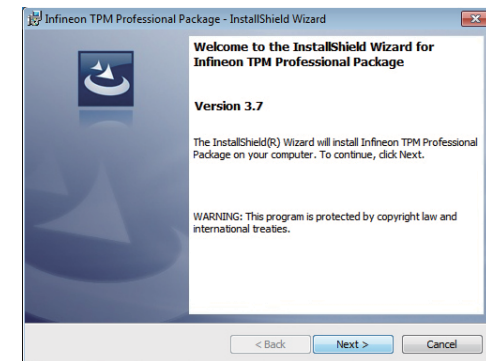 Infineon TPM Professional Package - InstallShield Wizard
Welcome to the InstallShield Wizard for
Infineon TPM Professional Package
Version 3.7
The InstallShield(R) Wizard will install Infineon TPM Professional
Package on your computer. To continue, click Next.
WARNING: This program is protected by copyright law and
international treaties.
< Back
Next >
Cancel